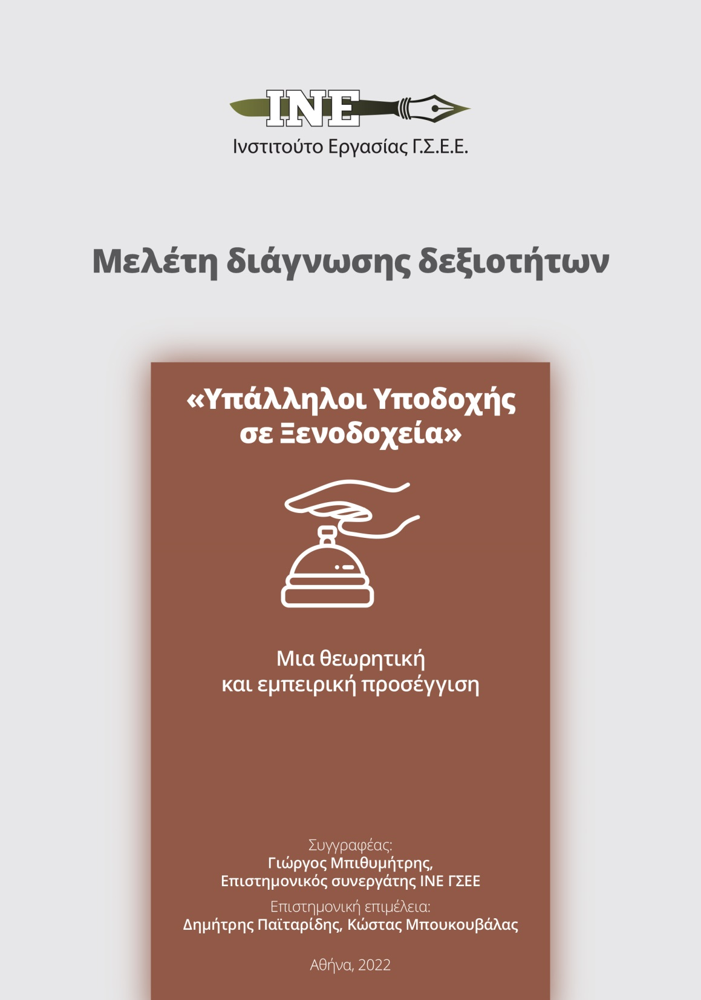 ΙΝΕ
Ινστιτούτο Εργασίας Γ.Σ.Ε.Ε.
Μελέτη διάγνωσης δεξιοτήτων
«Υπάλληλοι Υποδοχής
σε Ξενοδοχεία»
Μια θεωρητική
και εμπειρική προσέγγιση
Συγγραφέας:
Γιώργος Μπιθυμήτρης,
Επιστημονικός συνεργάτης ΙΝΕ ΓΣΕΕ
Επιστημονική επιμέλεια:
Δημήτρης Παϊταρίδης, Κώστας Μπουκουβάλας
Αθήνα, 2022